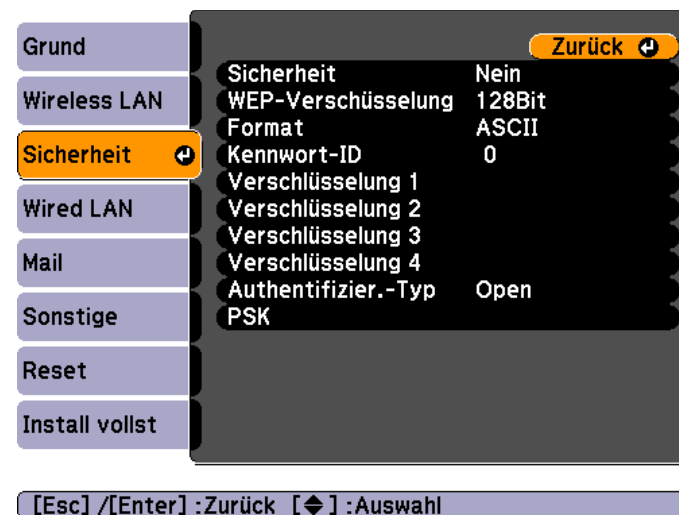 Grund
Wireless LAN
Sicherheit
Wired LAN
Mail
Sonstige
Reset
Install vollst
Zurück
Sicherheit Nein
WEP-Verschüsselung 128Bit
Format ASCII
Kennwort-ID 0
Verschlüsselung 1
Verschlüsselung 2
Verschlüsselung 3
Verschlüsselung 4
Authentifizier.-Typ Open
PSK
[Esc] /[Enter] :Zurück [◆] :Auswahl